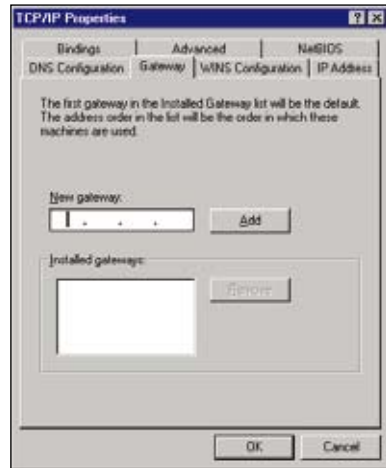 TCP/IP Properties
Bindings Advanced NetBIOS
DNS Configuration Gateway WINS Configuration IP Address
The first gateway in the Installed Gateway list will be the default.
The address order in the list will be the order in which these
machines are used.
New gateway:
. . .
Add
Installed gateways:
Remove
OK Cancel